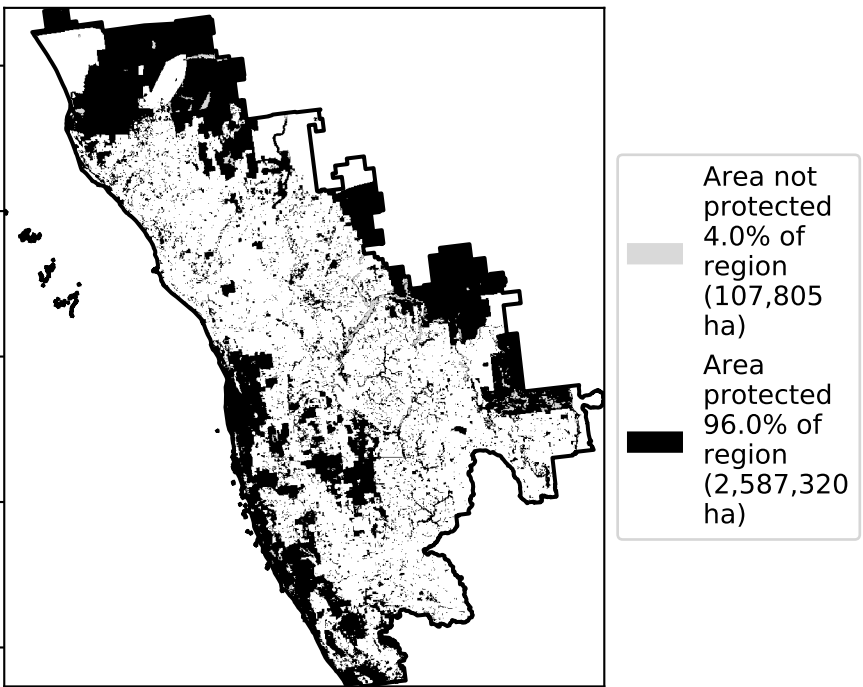 Area not
protected
4.0% of
region
(107,805
ha)
Area
protected
96.0% of
region
(2,587,320
ha)